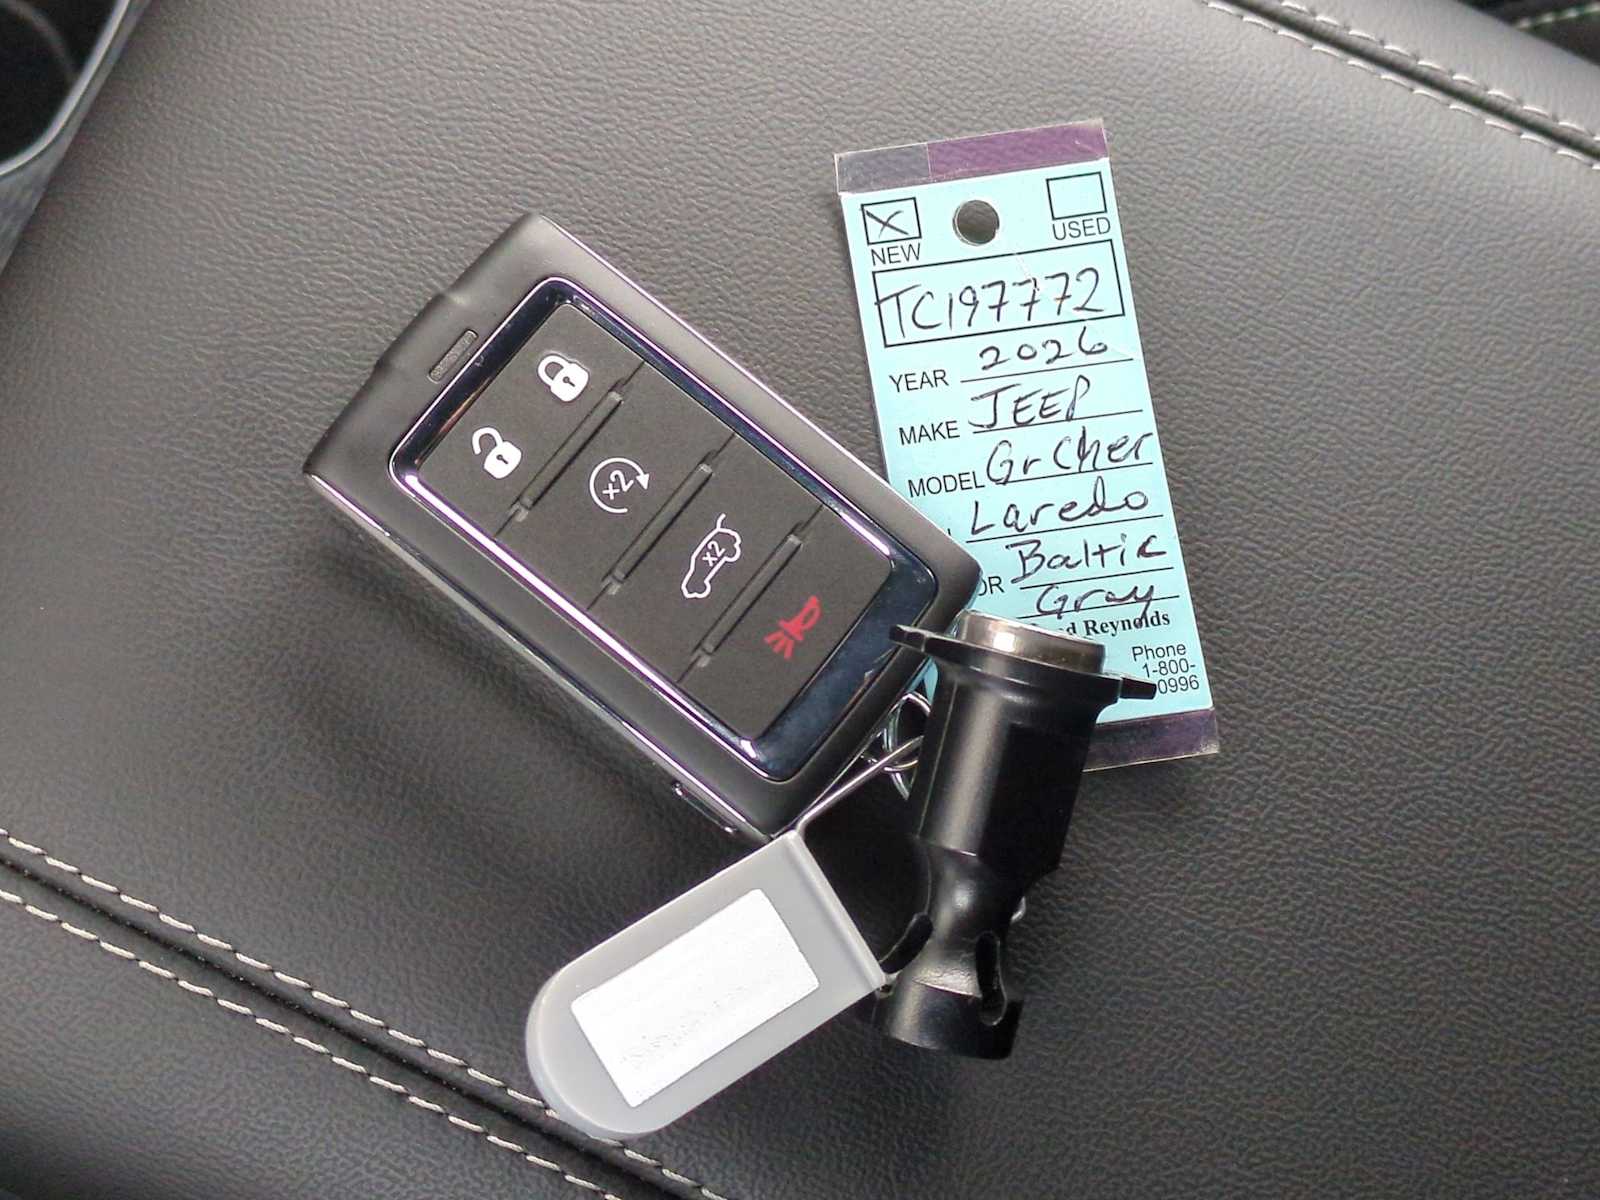 NEW USED
TC197772
YEAR 2026
MAKE JEEP
MODEL Gr Cher
Laredo
OR Baltic
Gray
d Reynolds
Phone
1-800-
0996
x2
x2